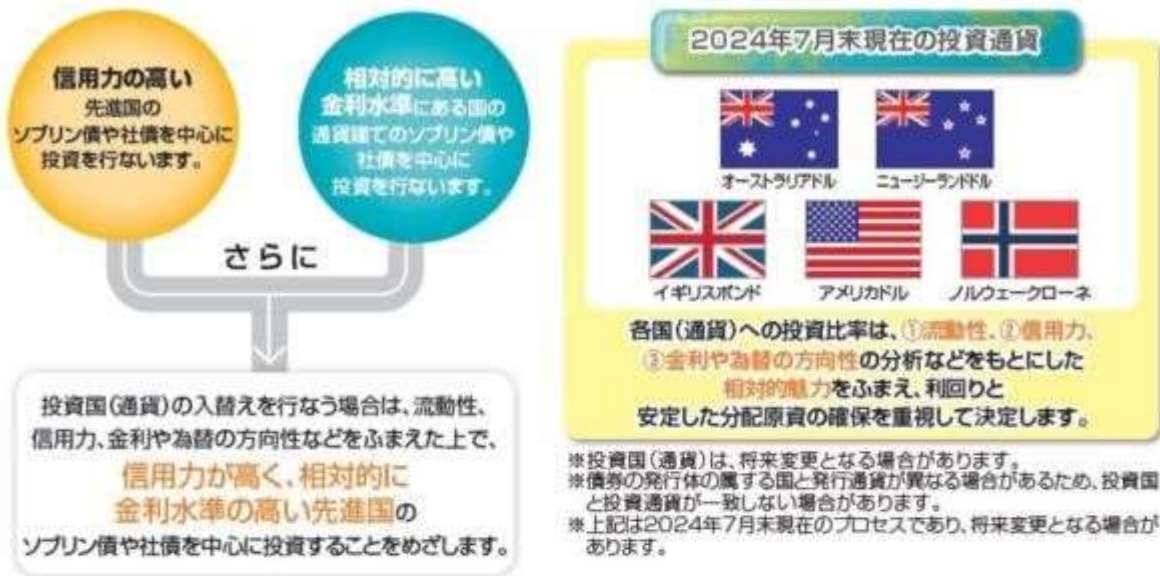 信用力の高い
先進国の
ソブリン債や社債を中心に
投資を行ないます。
相対的に高い
金利水準にある国の
通貨建てのソブリン債や
社債を中心に
投資を行ないます。
さらに
投資国(通貨)の入替えを行なう場合は、流動性、
信用力、金利や為替の方向性などをふまえた上で、
信用力が高く、相対的に
金利水準の高い先進国の
ソブリン債や社債を中心に投資することをめざします。
2024年7月末現在の投資通貨
オーストラリアドル
ニュージーランドドル
イギリスポンド
アメリカドル
ノルウェークローネ
各国(通貨)への投資比率は、①流動性、②信用力、
③金利や為替の方向性の分析などをもとにした
相対的魅力をふまえ、利回りと
安定した分配原資の確保を重視して決定します。
※投資国(通貨)は、将来変更となる場合があります。
※債券の発行体の属する国と発行通貨が異なる場合があるため、投資国
と投資通貨が一致しない場合があります。
※上記は2024年7月末現在のプロセスであり、将来変更となる場合が
あります。